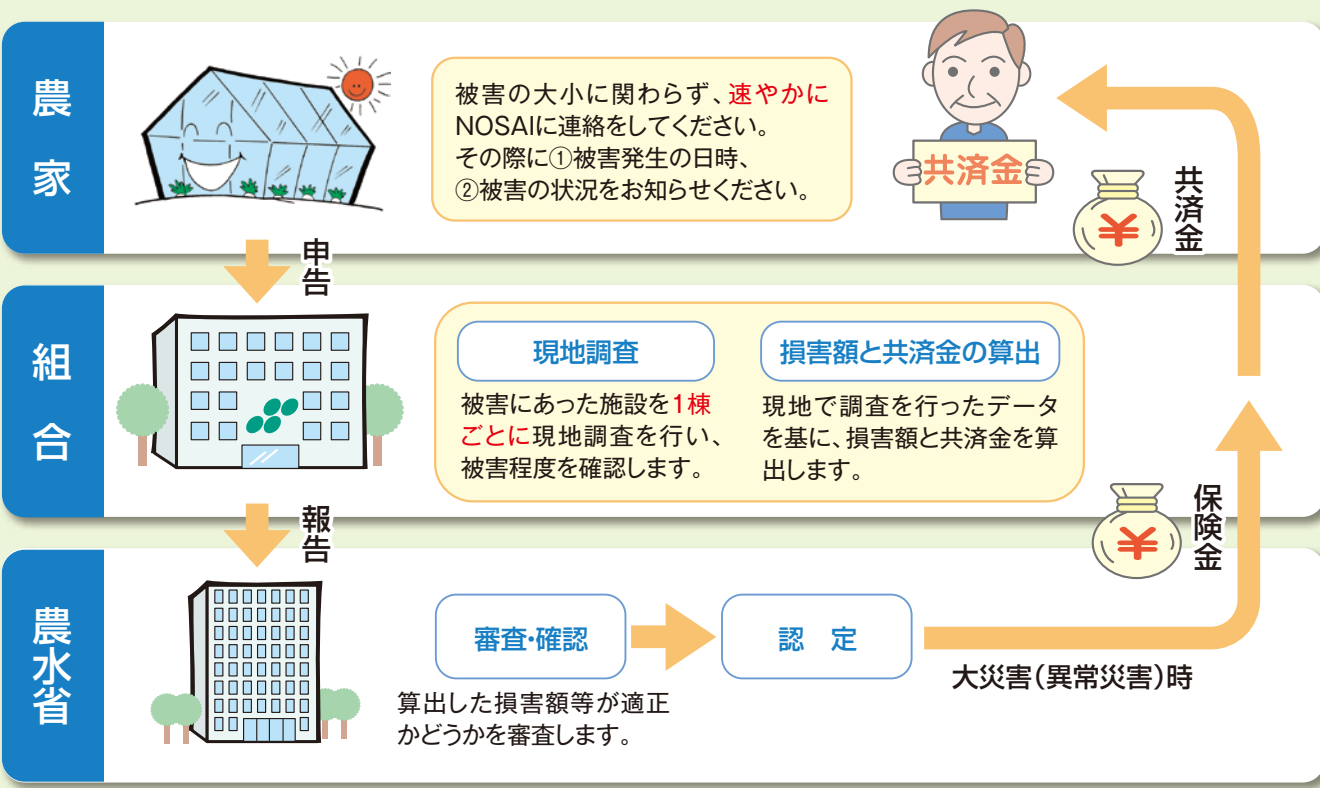 農家
被害の大小に関わらず、速やかに
NOSAIに連絡をしてください。
その際に①被害発生の日時、
②被害の状況をお知らせください。
共済金
¥
共済金
申告
組合
現地調査
被害にあった施設を1棟
ごとに現地調査を行い、
被害程度を確認します。
損害額と共済金の算出
現地で調査を行ったデータ
を基に、損害額と共済金を算
出します。
報告
¥
保険金
農水省
審査・確認
算出した損害額等が適正
かどうかを審査します。
認　定
大災害(異常災害)時